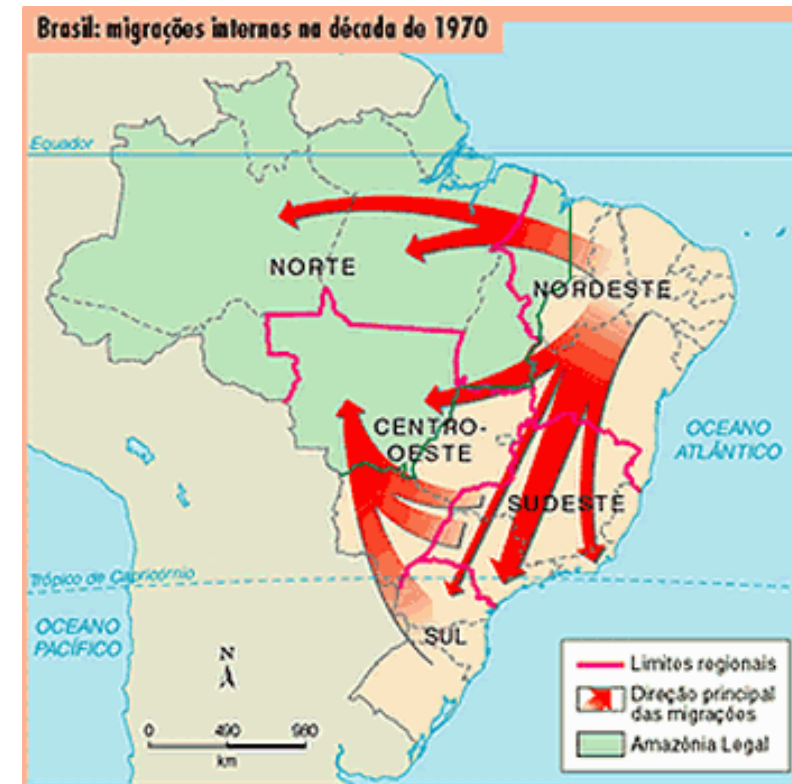 Brasil: migrações internas na década de 1970
Equador
NORTE
NORDESTE
CENTRO-
OESTE
OCEANO
ATLÂNTICO
SUDESTE
Trópico de Capricórnio
OCEANO
PACÍFICO
SUL
N
0 490 980
km
Limites regionais
Direção principal
das migrações
Amazônia Legal